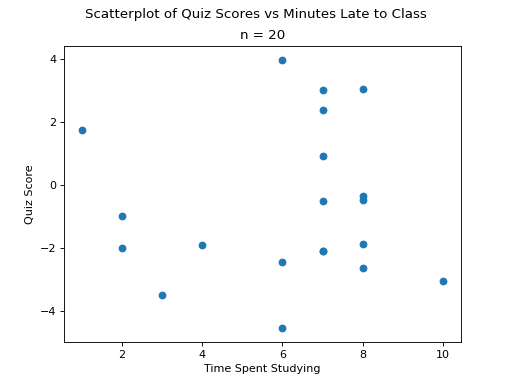 Scatterplot of Quiz Scores vs Minutes Late to Class
n = 20
4
2
0
−2
−4
Quiz Score
2 4 6 8 10
Time Spent Studying